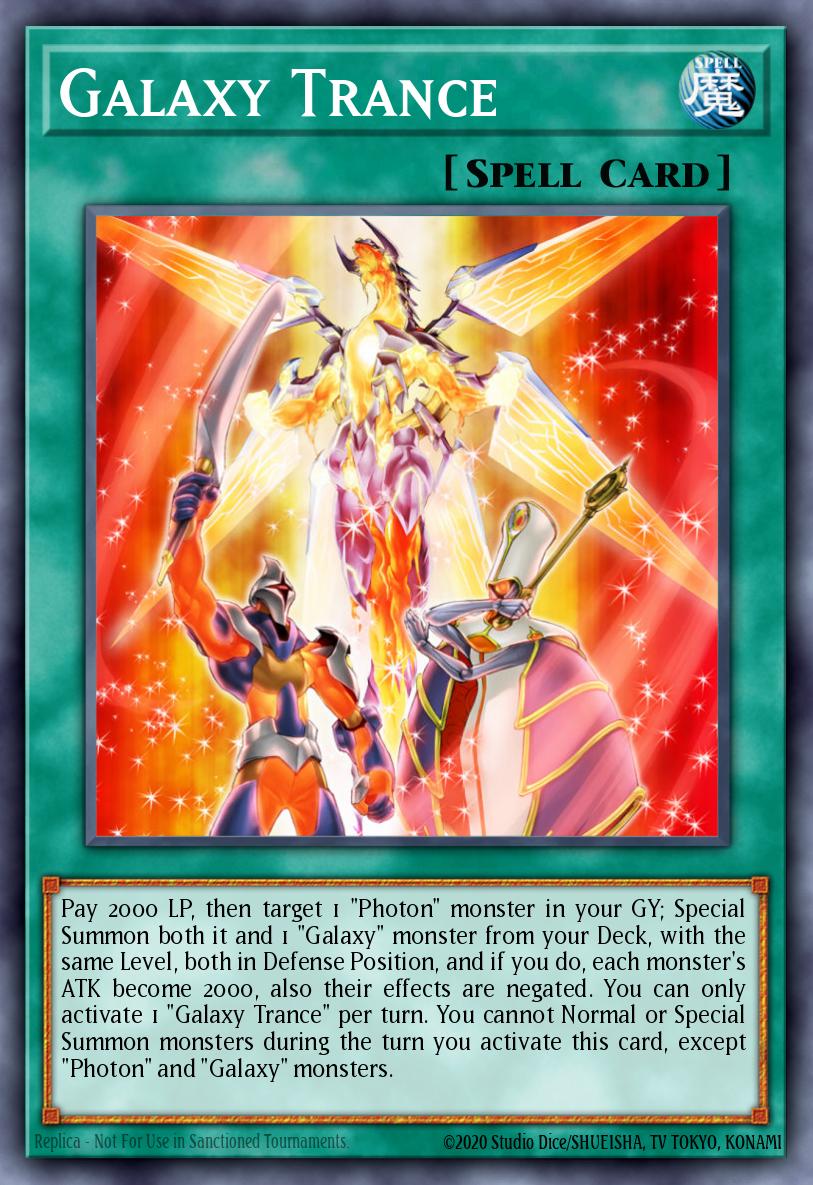 Galaxy Trance
SPELL
魔
[ Spell Card ]
Pay 2000 LP, then target 1 "Photon" monster in your GY; Special
Summon both it and 1 "Galaxy" monster from your Deck, with the
same Level, both in Defense Position, and if you do, each monster's
ATK become 2000, also their effects are negated. You can only
activate 1 "Galaxy Trance" per turn. You cannot Normal or Special
Summon monsters during the turn you activate this card, except
"Photon" and "Galaxy" monsters.
Replica - Not For Use in Sanctioned Tournaments.
©2020 Studio Dice/SHUEISHA, TV TOKYO, KONAMI